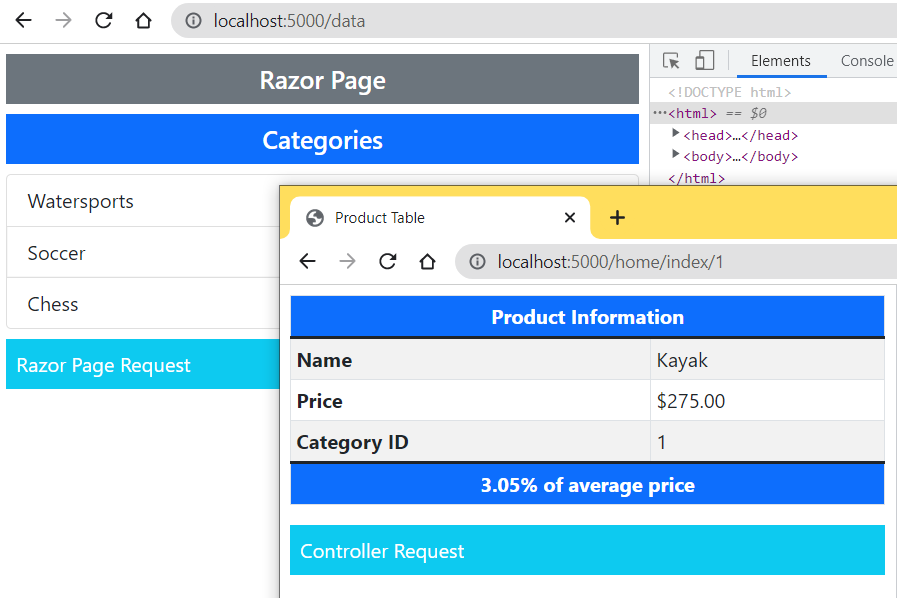 localhost:5000/data
Razor Page
Categories
Watersports
Soccer
Chess
Razor Page Request
Elements
Console
<!DOCTYPE html>
…<html> == $0
<head>…</head>
<body>…</body>
</html>
Product Table
localhost:5000/home/index/1
Product Information
Name Kayak
Price $275.00
Category ID 1
3.05% of average price
Controller Request